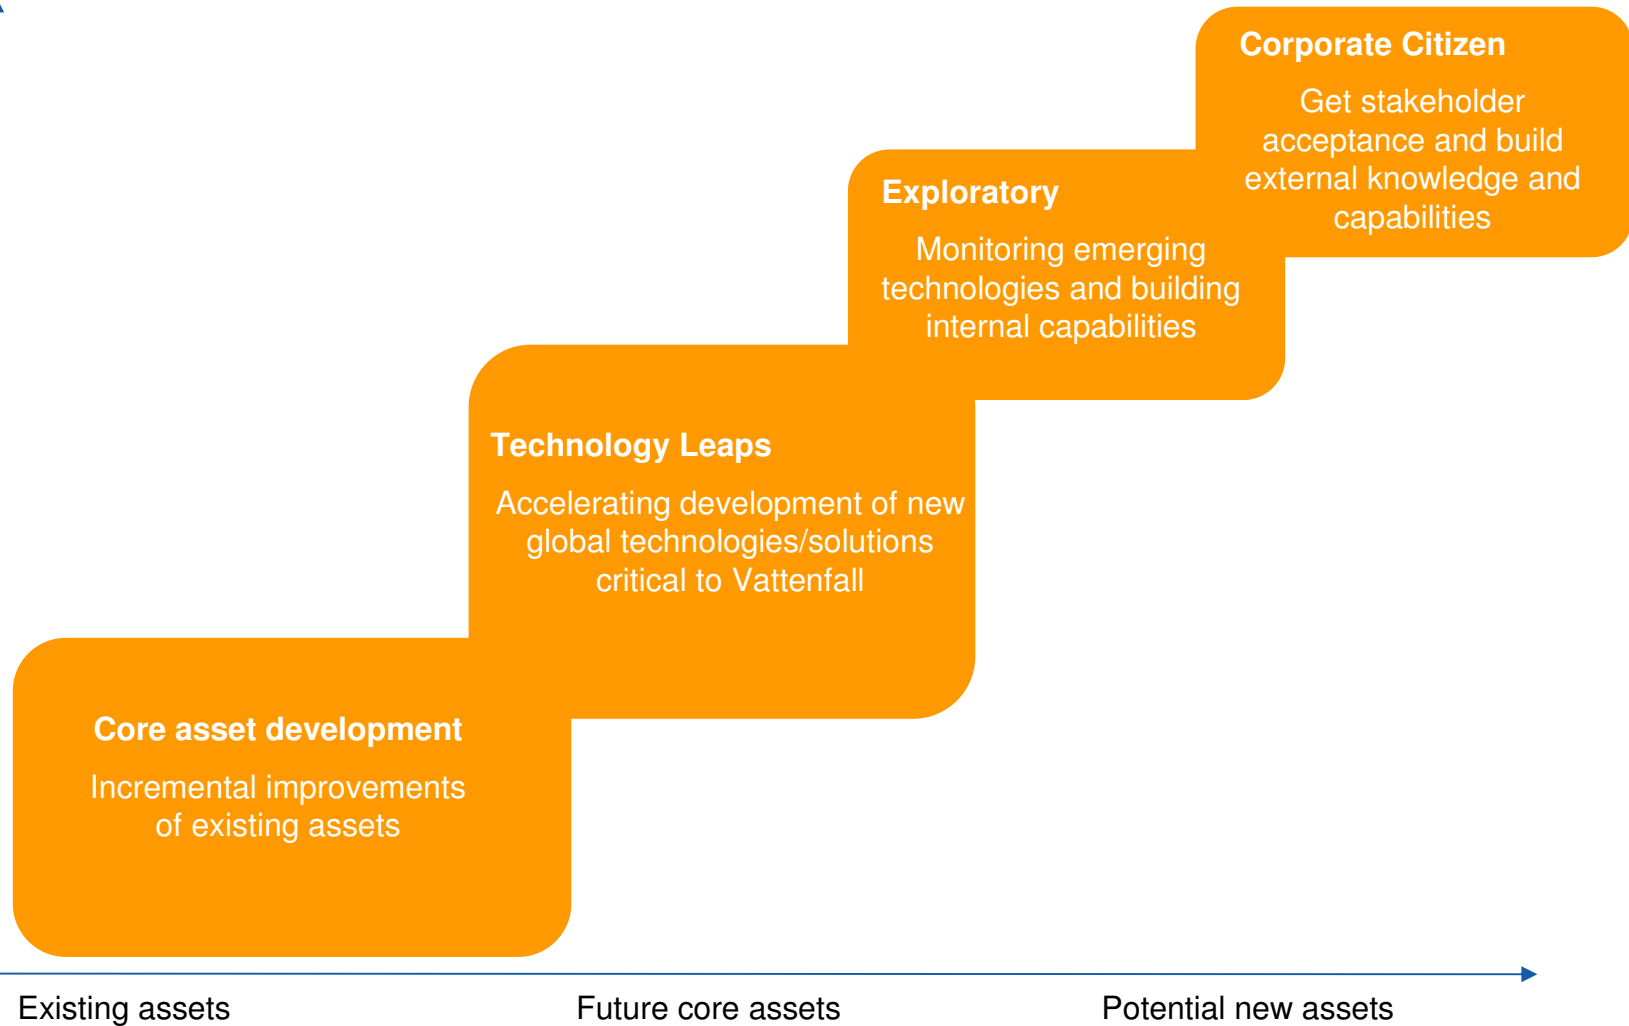 Corporate Citizen
Get stakeholder
acceptance and build
external knowledge and
capabilities
Exploratory
Monitoring emerging
technologies and building
internal capabilities
Technology Leaps
Accelerating development of new
global technologies/solutions
critical to Vattenfall
Core asset development
Incremental improvements
of existing assets
Existing assets
Future core assets
Potential new assets